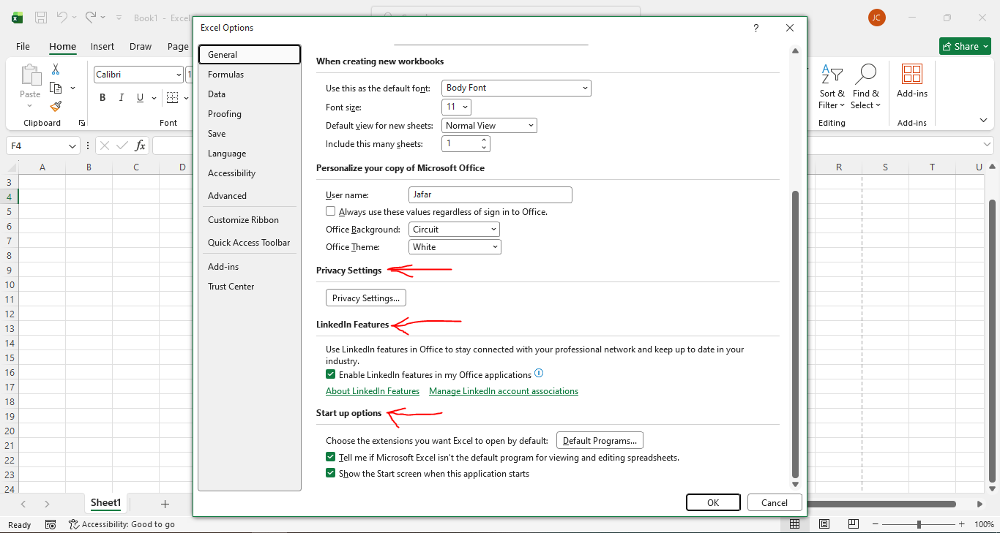 Book1 - Excel
JC
File Home Insert Draw Page
Share
Paste
Clipboard
Calibri
B I U
Font
Sort & Filter
Find & Select
Editing
Add-ins
Add-ins
F4
fx
A B C D R S T U
3
4
5
6
7
8
9
10
11
12
13
14
15
16
17
18
19
20
21
22
23
24
Excel Options
?
General
Formulas
Data
Proofing
Save
Language
Accessibility
Advanced
Customize Ribbon
Quick Access Toolbar
Add-ins
Trust Center
When creating new workbooks
Use this as the default font: Body Font
Font size: 11
Default view for new sheets: Normal View
Include this many sheets: 1
Personalize your copy of Microsoft Office
User name: Jafar
Always use these values regardless of sign in to Office.
Office Background: Circuit
Office Theme: White
Privacy Settings
Privacy Settings...
LinkedIn Features
Use LinkedIn features in Office to stay connected with your professional network and keep up to date in your
industry.
Enable LinkedIn features in my Office applications
About LinkedIn Features Manage LinkedIn account associations
Start up options
Choose the extensions you want Excel to open by default: Default Programs...
Tell me if Microsoft Excel isn't the default program for viewing and editing spreadsheets.
Show the Start screen when this application starts
OK Cancel
Sheet1
Ready Accessibility: Good to go 100%